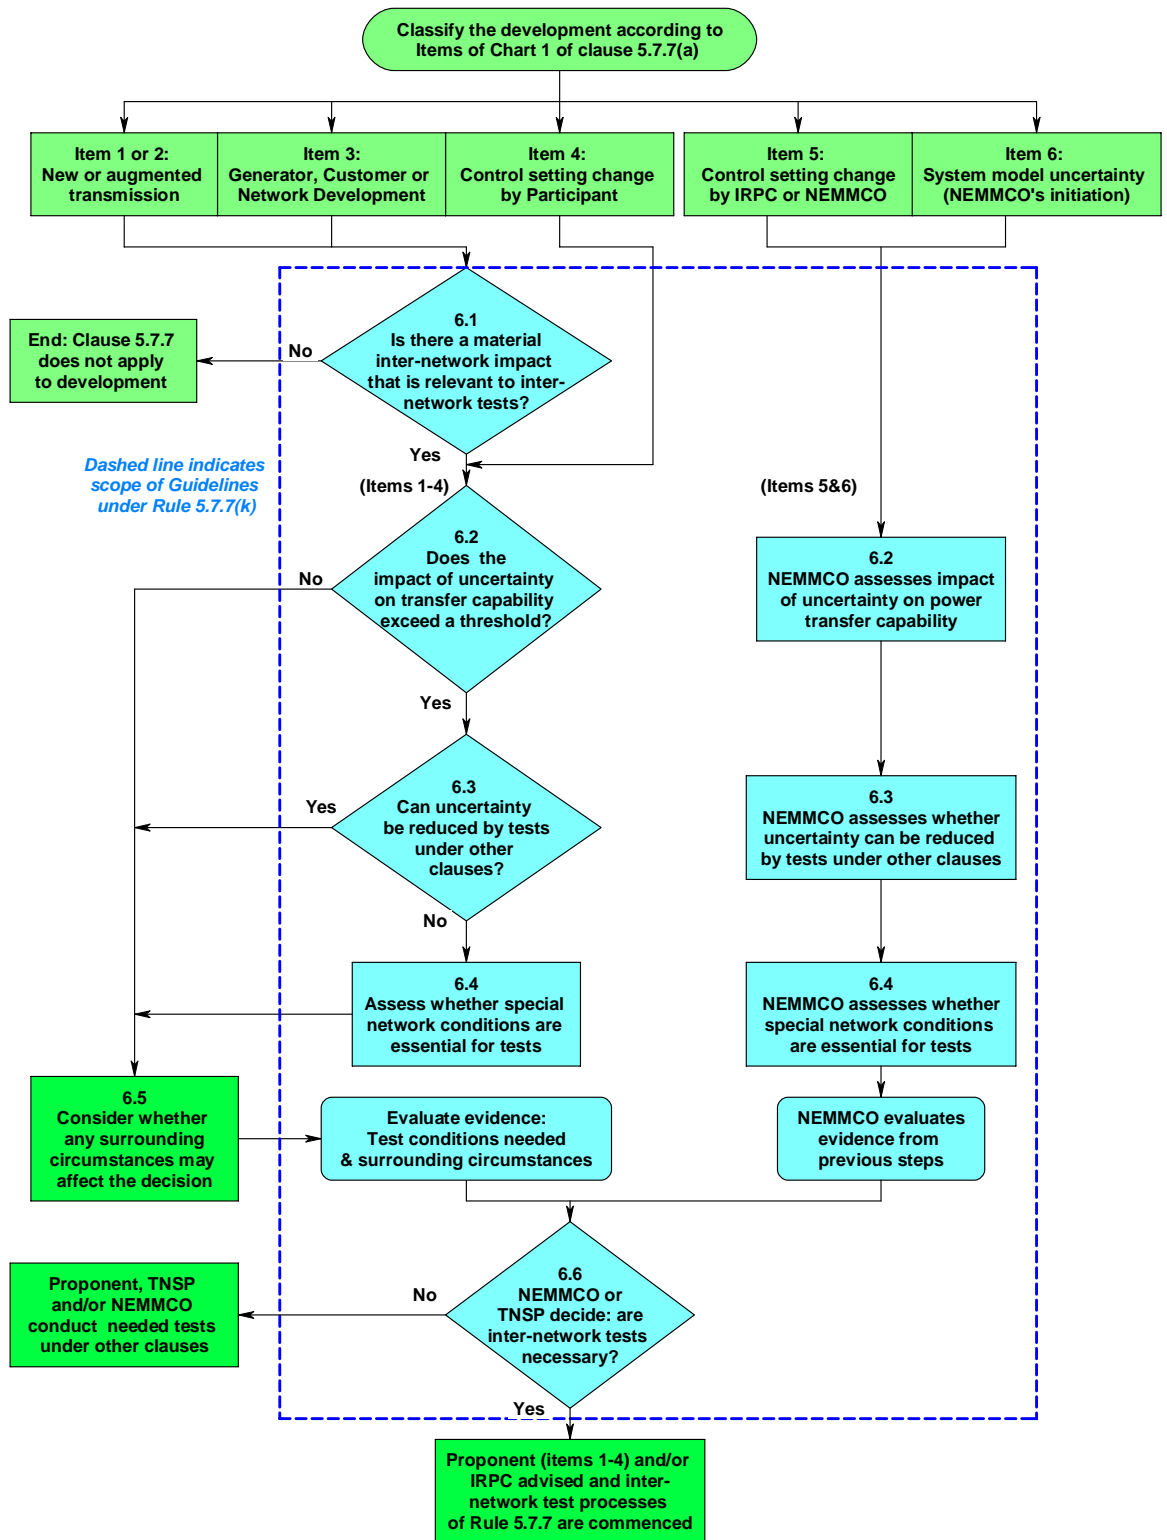 Classify the development according to
Items of Chart 1 of clause 5.7.7(a)
Item 1 or 2:
New or augmented
transmission
Item 3:
Generator, Customer or
Network Development
Item 4:
Control setting change
by Participant
Item 5:
Control setting change
by IRPC or NEMMCO
Item 6:
System model uncertainty
(NEMMCO's initiation)
6.1
Is there a material
inter-network impact
that is relevant to inter-
network tests?
No
End: Clause 5.7.7
does not apply
to development
Yes
Dashed line indicates
scope of Guidelines
under Rule 5.7.7(k)
(Items 1-4)
(Items 5&6)
6.2
Does the
impact of uncertainty
on transfer capability
exceed a threshold?
No
6.2
NEMMCO assesses impact
of uncertainty on power
transfer capability
Yes
6.3
Can uncertainty
be reduced by tests
under other
clauses?
Yes
6.3
NEMMCO assesses whether
uncertainty can be reduced
by tests under other clauses
No
6.4
Assess whether special
network conditions are
essential for tests
6.4
NEMMCO assesses whether
special network conditions
are essential for tests
6.5
Consider whether
any surrounding
circumstances may
affect the decision
Evaluate evidence:
Test conditions needed
& surrounding circumstances
NEMMCO evaluates
evidence from
previous steps
6.6
NEMMCO or
TNSP decide: are
inter-network tests
necessary?
No
Proponent, TNSP
and/or NEMMCO
conduct needed tests
under other clauses
Yes
Proponent (items 1-4) and/or
IRPC advised and inter-
network test processes
of Rule 5.7.7 are commenced